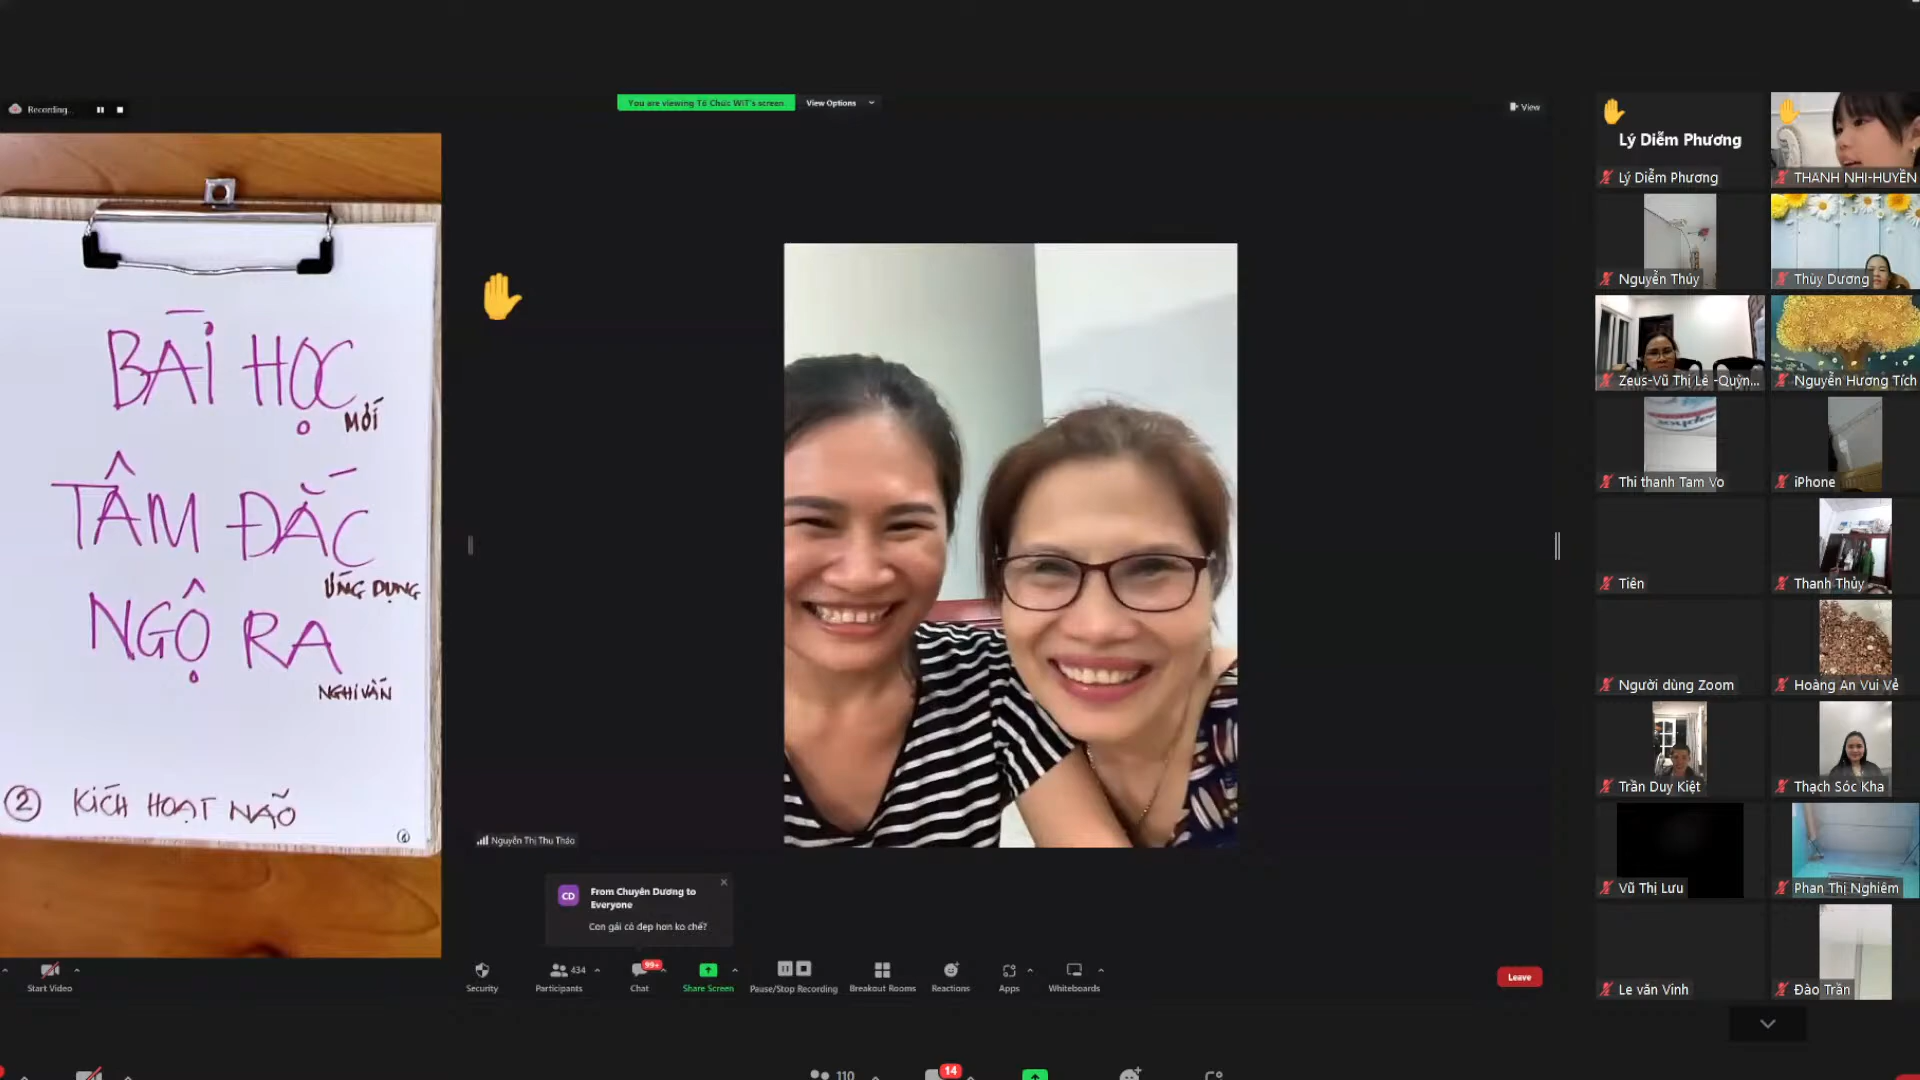 Recording...
You are viewing Tổ Chức WIT's screen
View Options
View
BÀI HỌC
MỚI
TÂM ĐẮC
ỨNG DỤNG
NGỘ RA
NGHI VẤN
2 KÍCH HOẠT NÃO
Nguyễn Thị Thu Thảo
CD
From Chuyên Dương to
Everyone
Con gái có đẹp hơn ko chế?
Start Video
Security
434
Participants
99+
Chat
Share Screen
Pause/Stop Recording
Breakout Rooms
Reactions
Apps
Whiteboards
Leave
Lý Diễm Phương
Lý Diễm Phương
THANH NHI-HUYỀN
Nguyễn Thúy
Thùy Dương
Zeus-Vũ Thị Lê -Quỳn...
Nguyễn Hương Tích
Thi thanh Tam Vo
iPhone
Tiên
Thanh Thủy
Người dùng Zoom
Hoàng An Vui Vẻ
Trần Duy Kiệt
Thạch Sóc Kha
Vũ Thị Lưu
Phan Thị Nghiêm
Le văn Vinh
Đào Trần
110
14